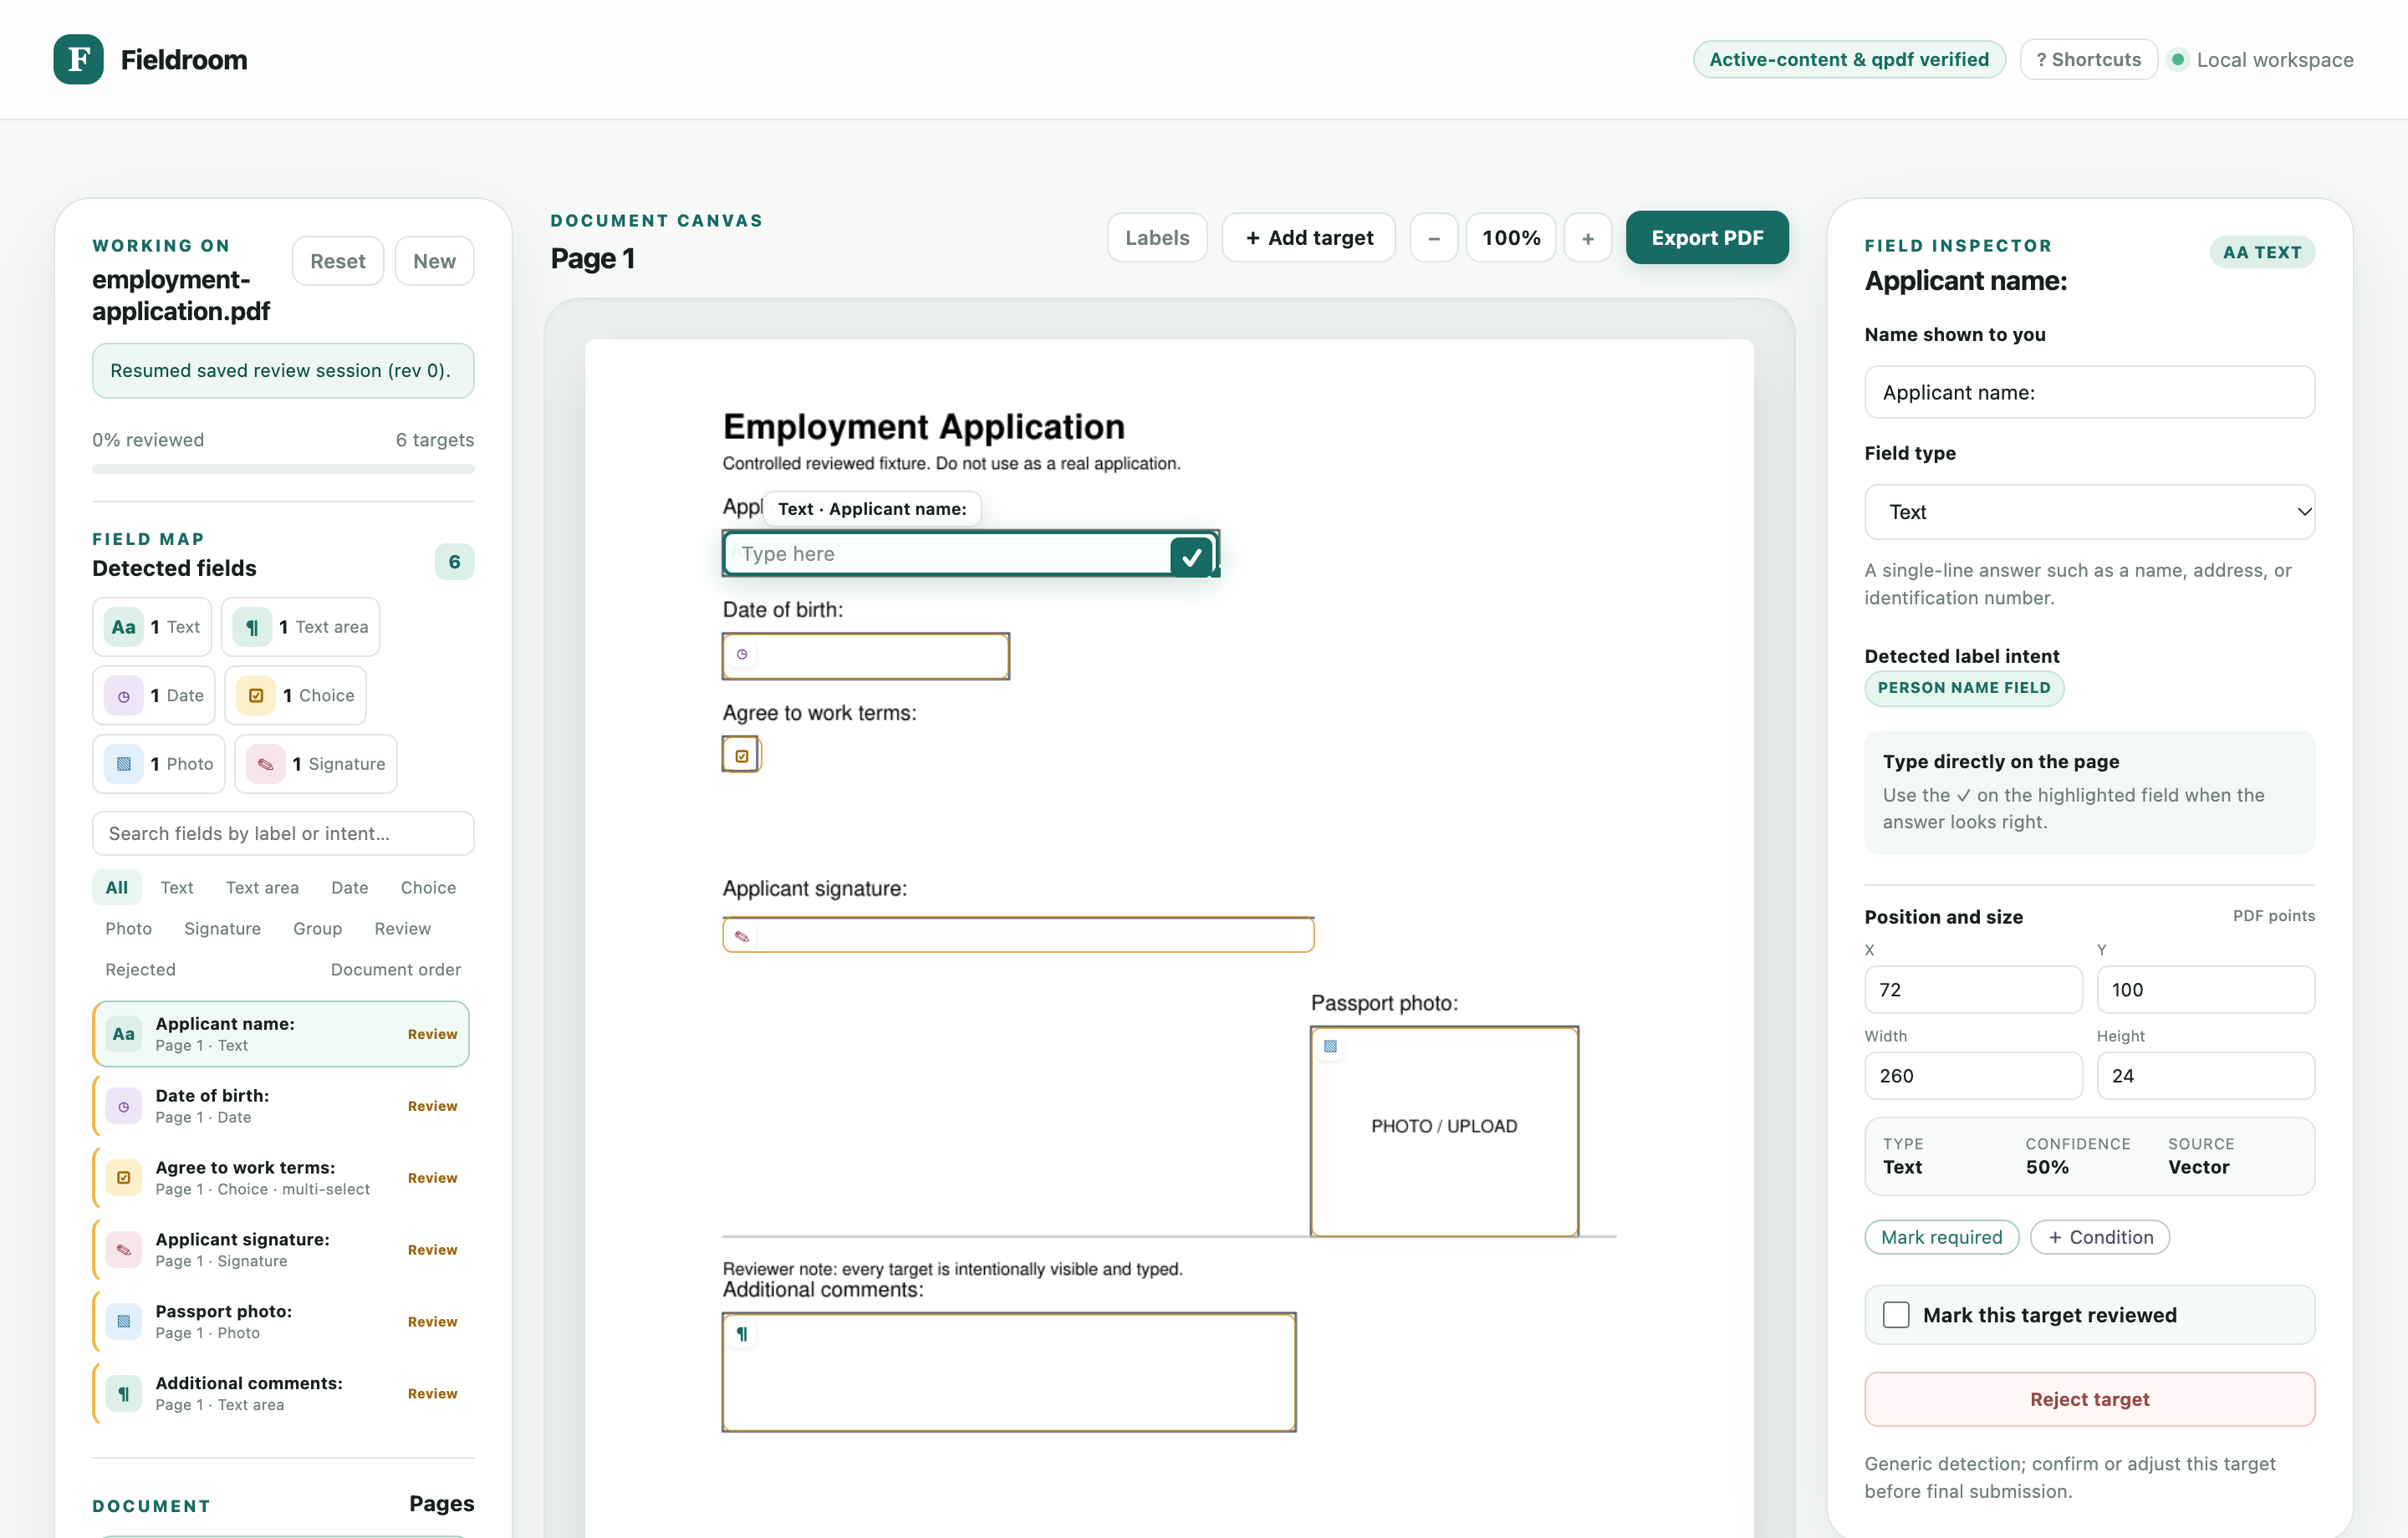 F Fieldroom
Active-content & qpdf verified
? Shortcuts
Local workspace
WORKING ON
employment-
application.pdf
Reset
New
Resumed saved review session (rev 0).
0% reviewed
6 targets
FIELD MAP
Detected fields
6
Aa 1 Text
¶ 1 Text area
1 Date
1 Choice
1 Photo
1 Signature
Search fields by label or intent...
All
Text
Text area
Date
Choice
Photo
Signature
Group
Review
Rejected
Document order
Aa
Applicant name:
Page 1 · Text
Review
Date of birth:
Page 1 · Date
Review
Agree to work terms:
Page 1 · Choice · multi-select
Review
Applicant signature:
Page 1 · Signature
Review
Passport photo:
Page 1 · Photo
Review
¶
Additional comments:
Page 1 · Text area
Review
DOCUMENT
Pages
DOCUMENT CANVAS
Page 1
Labels
+ Add target
−
100%
+
Export PDF
Employment Application
Controlled reviewed fixture. Do not use as a real application.
Text · Applicant name:
Type here
Date of birth:
Agree to work terms:
Applicant signature:
Passport photo:
PHOTO / UPLOAD
Reviewer note: every target is intentionally visible and typed.
Additional comments:
¶
FIELD INSPECTOR
Applicant name:
AA TEXT
Name shown to you
Applicant name:
Field type
Text
A single-line answer such as a name, address, or
identification number.
Detected label intent
PERSON NAME FIELD
Type directly on the page
Use the ✓ on the highlighted field when the
answer looks right.
Position and size
PDF points
X
Y
72
100
Width
Height
260
24
TYPE
CONFIDENCE
SOURCE
Text
50%
Vector
Mark required
+ Condition
Mark this target reviewed
Reject target
Generic detection; confirm or adjust this target
before final submission.